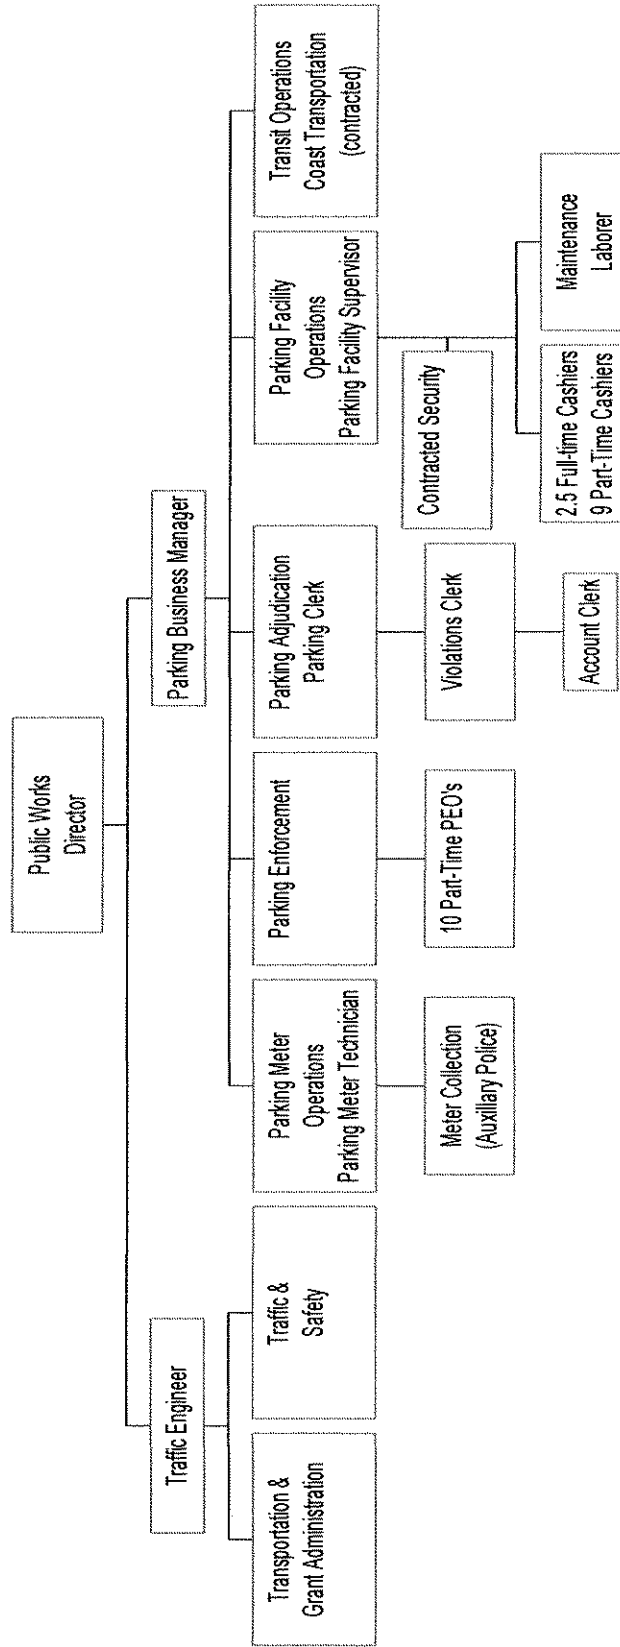 Public Works
Director
Traffic Engineer
Parking Business Manager
Transportation &
Grant Administration
Traffic &
Safety
Parking Meter
Operations
Parking Meter Technician
Parking Enforcement
Parking Adjudication
Parking Clerk
Parking Facility
Operations
Parking Facility Supervisor
Transit Operations
Coast Transportation
(contracted)
Meter Collection
(Auxillary Police)
10 Part-Time PEO's
Violations Clerk
Contracted Security
Account Clerk
2.5 Full-time Cashiers
9 Part-Time Cashiers
Maintenance
Laborer